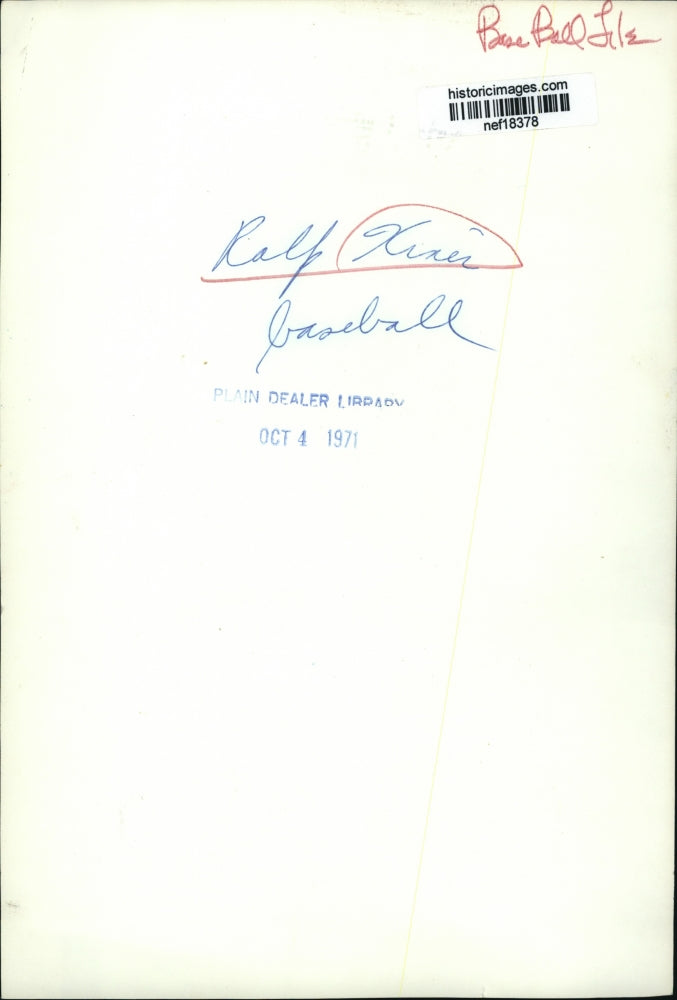 Base Ball File
historicimages.com
nef18378
Ralf Kiner
baseball
PLAIN DEALER LIBRARY
OCT 4 1971